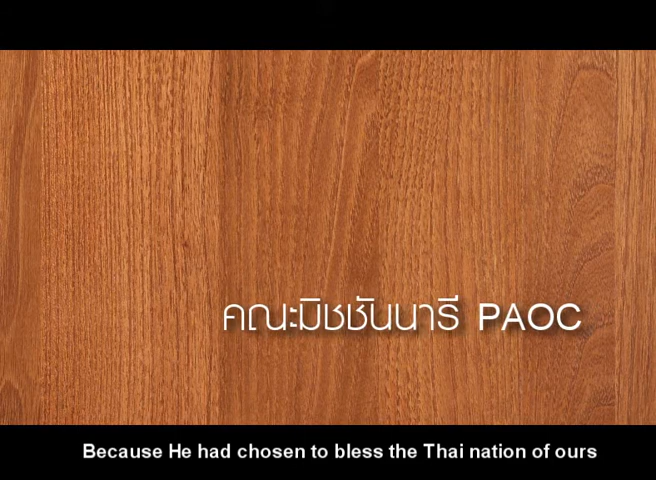 คณะมิชชันนารี PAOC
Because He had chosen to bless the Thai nation of ours